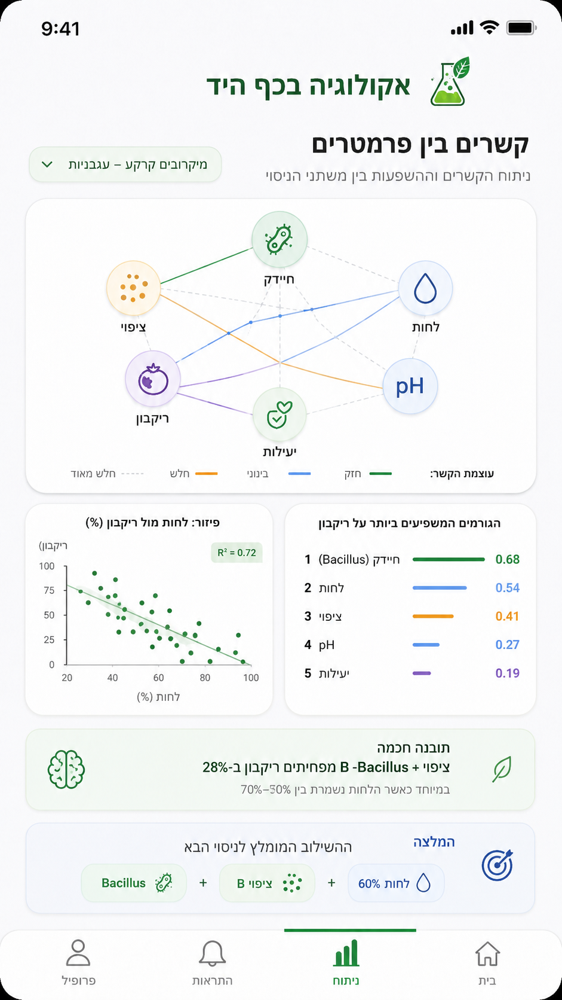 9:41
אקולוגיה בכף היד
קשרים בין פרמטרים
ניתוח הקשרים וההשפעות בין משתני הניסוי
מיקרובים קרקע – עגבניות
חיידק
ציפוי
לחות
ריקבון
pH
יעילות
עוצמת הקשר: חזק בינוני חלש חלש מאוד
הגורמים המשפיעים ביותר על ריקבון
1 חיידק (Bacillus) 0.68
2 לחות 0.54
3 ציפוי 0.41
4 pH 0.27
5 יעילות 0.19
פיזור: לחות מול ריקבון (%)
ריקבון)
R² = 0.72
100
75
50
25
0
20 40 60 80 100
לחות (%)
תובנה חכמה
ציפוי + B -Bacillus מפחיתים ריקבון ב-28%
במיוחד כאשר הלחות נשמרת בין 50%–70%
המלצה
ההשילוב המומלץ לניסוי הבא
לחות 60% + ציפוי B + Bacillus
בית
ניתוח
התראות
פרופיל